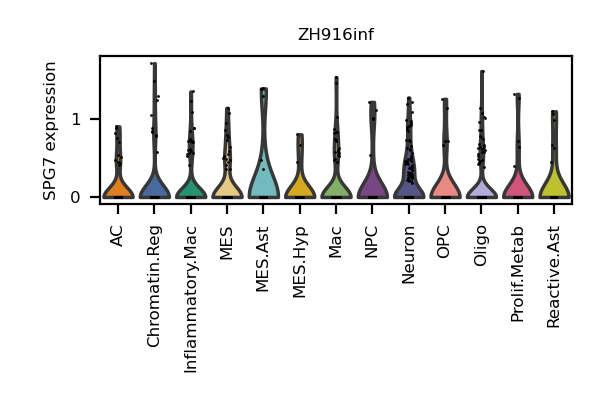 ZH916inf
SPG7 expression
1
0
AC
Chromatin.Reg
Inflammatory.Mac
MES
MES.Ast
MES.Hyp
Mac
NPC
Neuron
OPC
Oligo
Prolif.Metab
Reactive.Ast